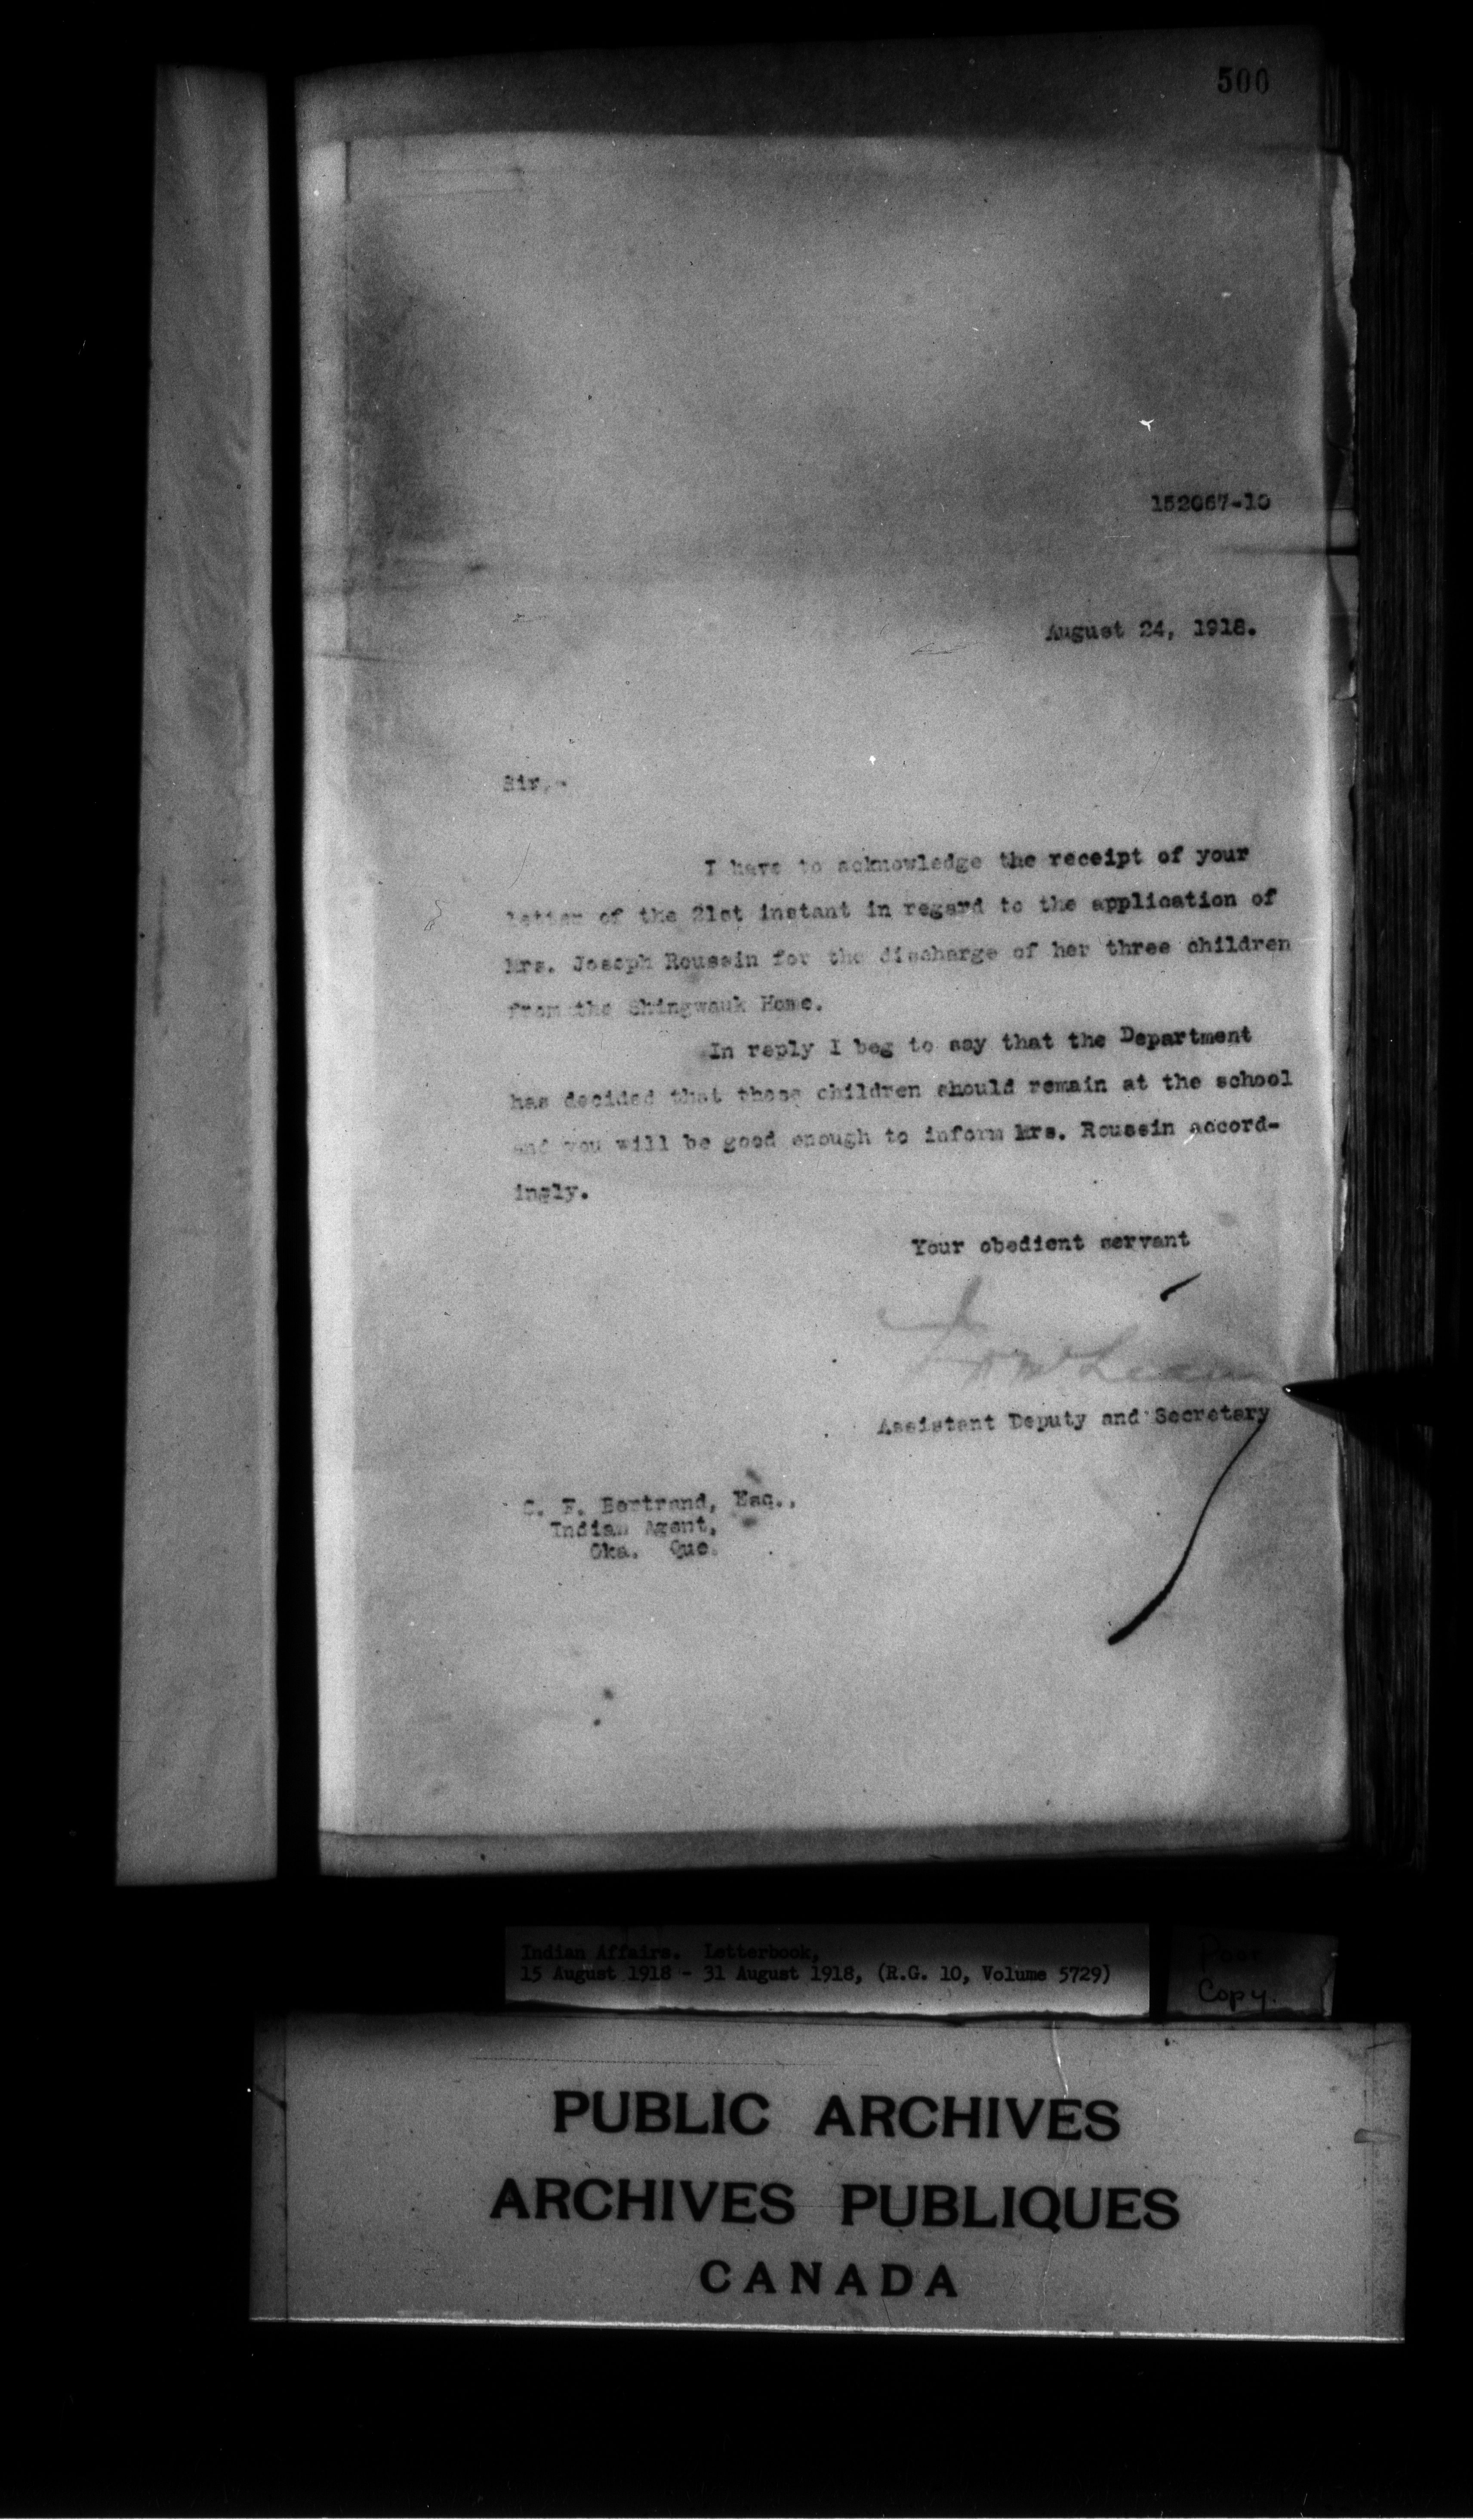 500
152067-10
August 24, 1918.
Sir,-
I have to acknowledge the receipt of your
letter of the 21st instant in regard to the application of
Mrs. Joseph Roussin for the discharge of her three children
from the Shingwauk Home.
In reply I beg to say that the Department
has decided that these children should remain at the school
and you will be good enough to inform Mrs. Roussin accord-
ingly.
Your obedient servant
Assistant Deputy and Secretary
C. F. Bertrand, Esq.,
Indian Agent,
Oka. Que.
Indian Affairs. Letterbook,
15 August 1918 - 31 August 1918, (R.G. 10, Volume 5729)
Poor
Copy.
PUBLIC ARCHIVES
ARCHIVES PUBLIQUES
CANADA